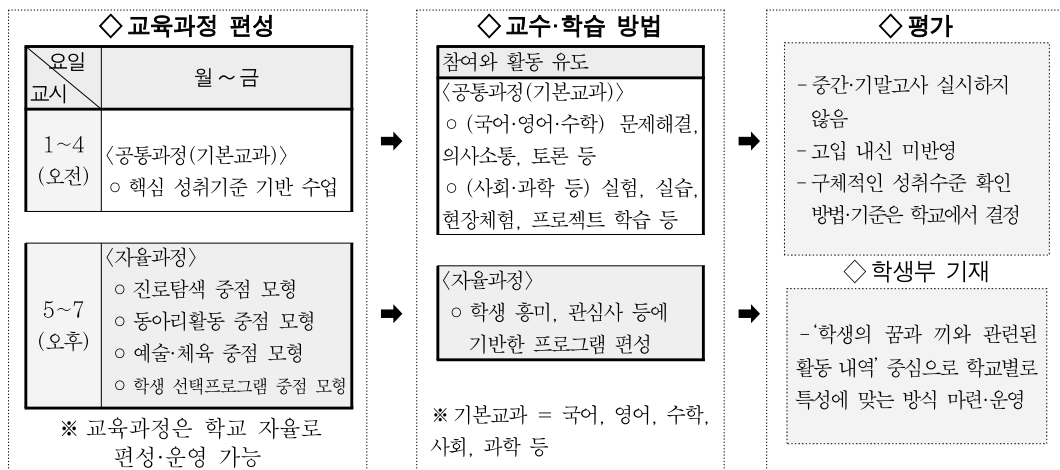 ◇ 교육과정 편성
요일
교시
월～금
1~4
(오전)
〈공통과정(기본교과)〉
○ 핵심 성취기준 기반 수업
5~7
(오후)
〈자율과정〉
○ 진로탐색 중점 모형
○ 동아리활동 중점 모형
○ 예술·체육 중점 모형
○ 학생 선택프로그램 중점 모형
※ 교육과정은 학교 자율로
편성·운영 가능
◇ 교수·학습 방법
참여와 활동 유도
〈공통과정(기본교과)〉
○ (국어·영어·수학) 문제해결,
의사소통, 토론 등
○ (사회·과학 등) 실험, 실습,
현장체험, 프로젝트 학습 등
〈자율과정〉
○ 학생 흥미, 관심사 등에
기반한 프로그램 편성
※ 기본교과 = 국어, 영어, 수학,
사회, 과학 등
◇ 평가
- 중간·기말고사 실시하지
않음
- 고입 내신 미반영
- 구체적인 성취수준 확인
방법·기준은 학교에서 결정
◇ 학생부 기재
- ‘학생의 꿈과 끼와 관련된
활동 내역’ 중심으로 학교별로
특성에 맞는 방식 마련·운영